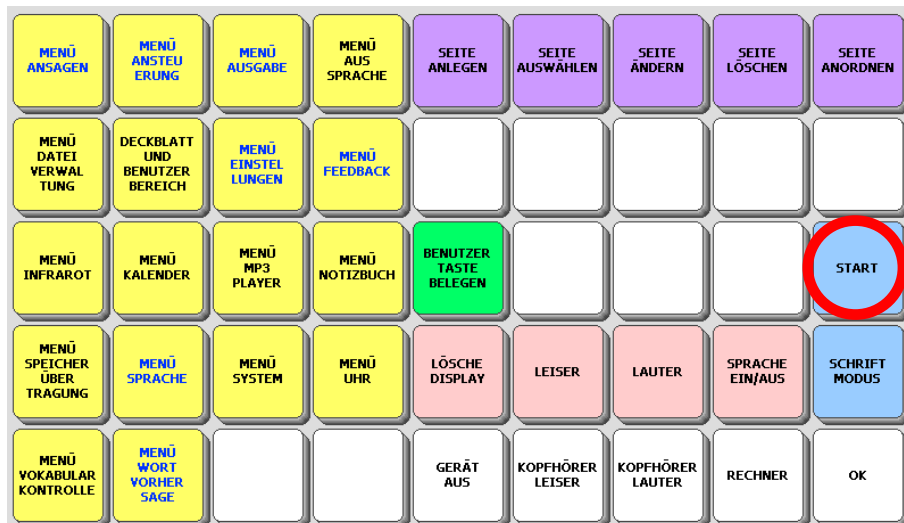 MENÜ
ANSAGEN
MENÜ
ANSTEU
ERUNG
MENÜ
AUSGABE
MENÜ
AUS
SPRACHE
SEITE
ANLEGEN
SEITE
AUSWÄHLEN
SEITE
ÄNDERN
SEITE
LÖSCHEN
SEITE
ANORDNEN
MENÜ
DATEI
VERWAL
TUNG
DECKBLATT
UND
BENUTZER
BEREICH
MENÜ
EINSTEL
LUNGEN
MENÜ
FEEDBACK
MENÜ
INFRAROT
MENÜ
KALENDER
MENÜ
MP3
PLAYER
MENÜ
NOTIZBUCH
BENUTZER
TASTE
BELEGEN
START
MENÜ
SPEICHER
ÜBER
TRAGUNG
MENÜ
SPRACHE
MENÜ
SYSTEM
MENÜ
UHR
LÖSCHE
DISPLAY
LEISER
LAUTER
SPRACHE
EIN/AUS
SCHRIFT
MODUS
MENÜ
VOKABULAR
KONTROLLE
MENÜ
WORT
VORHER
SAGE
GERÄT
AUS
KOPFHÖRER
LEISER
KOPFHÖRER
LAUTER
RECHNER
OK